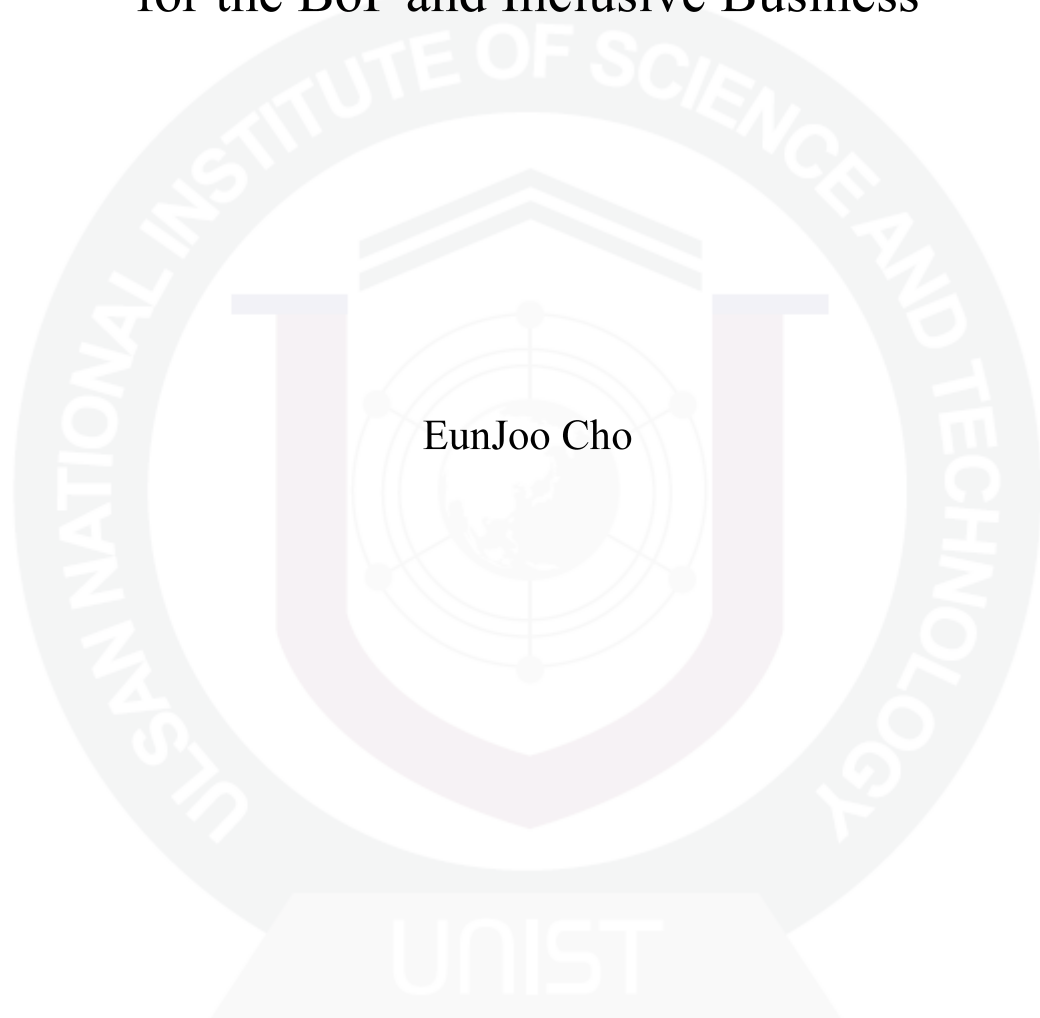 for the BoP and Inclusive Business
ULSAN NATIONAL INSTITUTE OF SCIENCE AND TECHNOLOGY
EunJoo Cho
UNIST